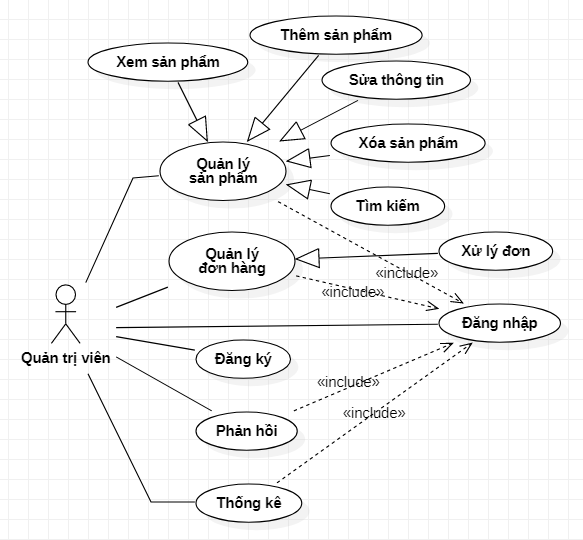 Thêm sản phẩm
Xem sản phẩm
Sửa thông tin
Xóa sản phẩm
Quản lý
sản phẩm
Tìm kiếm
Quản lý
đơn hàng
Xử lý đơn
«include»
«include»
Đăng nhập
Quản trị viên
Đăng ký
«include»
«include»
Phản hồi
Thống kê